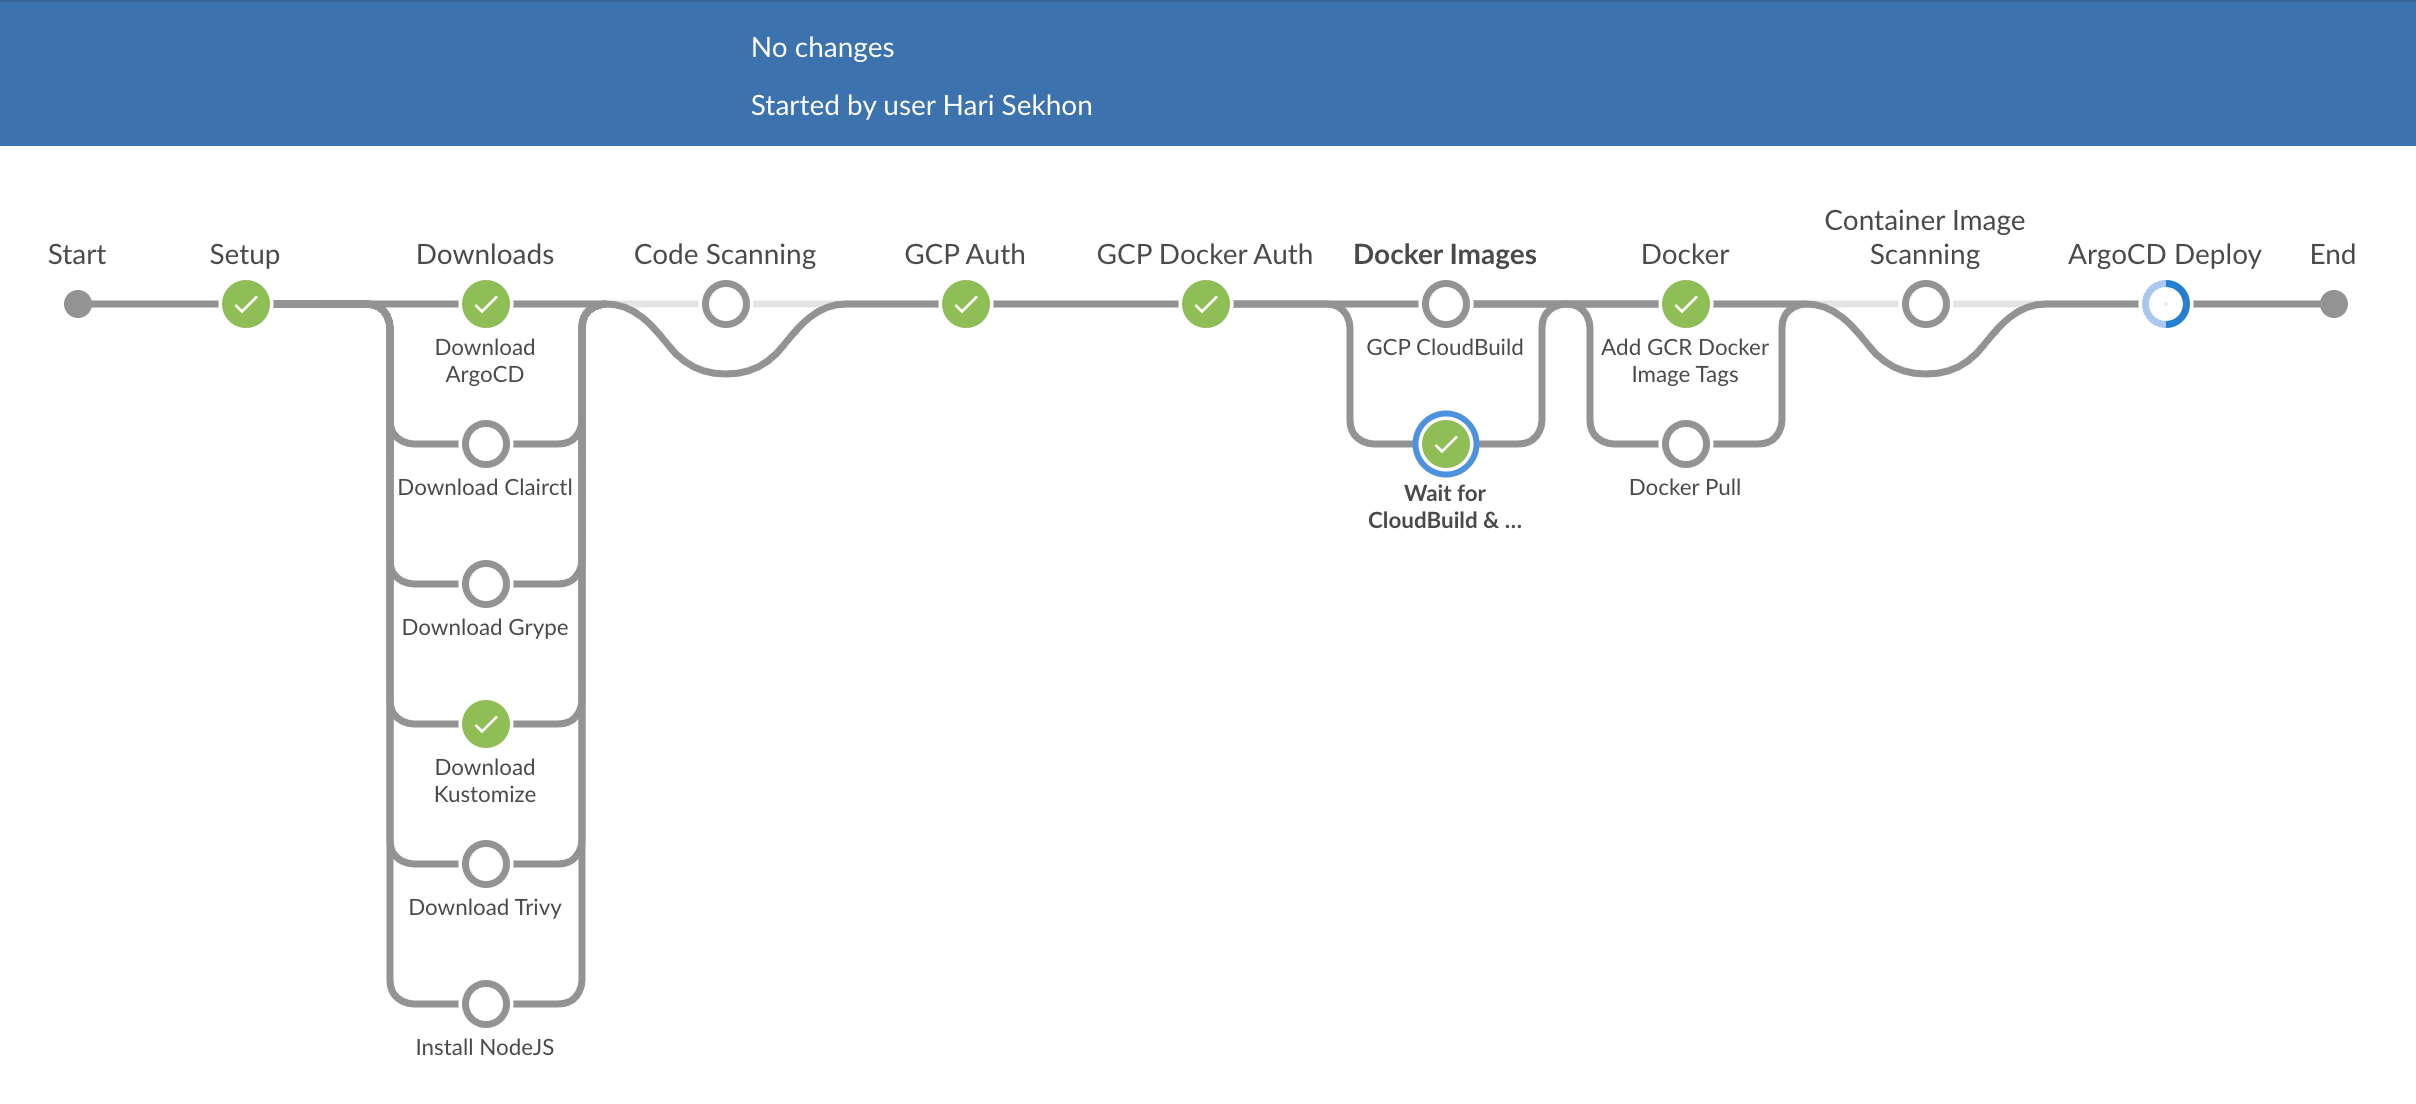 No changes
Started by user Hari Sekhon
Start
Setup
Downloads
Code Scanning
GCP Auth
GCP Docker Auth
Docker Images
Docker
Container Image
Scanning
ArgoCD Deploy
End
Download
ArgoCD
Download Clairctl
Download Grype
Download
Kustomize
Download Trivy
Install NodeJS
GCP CloudBuild
Wait for
CloudBuild & ...
Add GCR Docker
Image Tags
Docker Pull